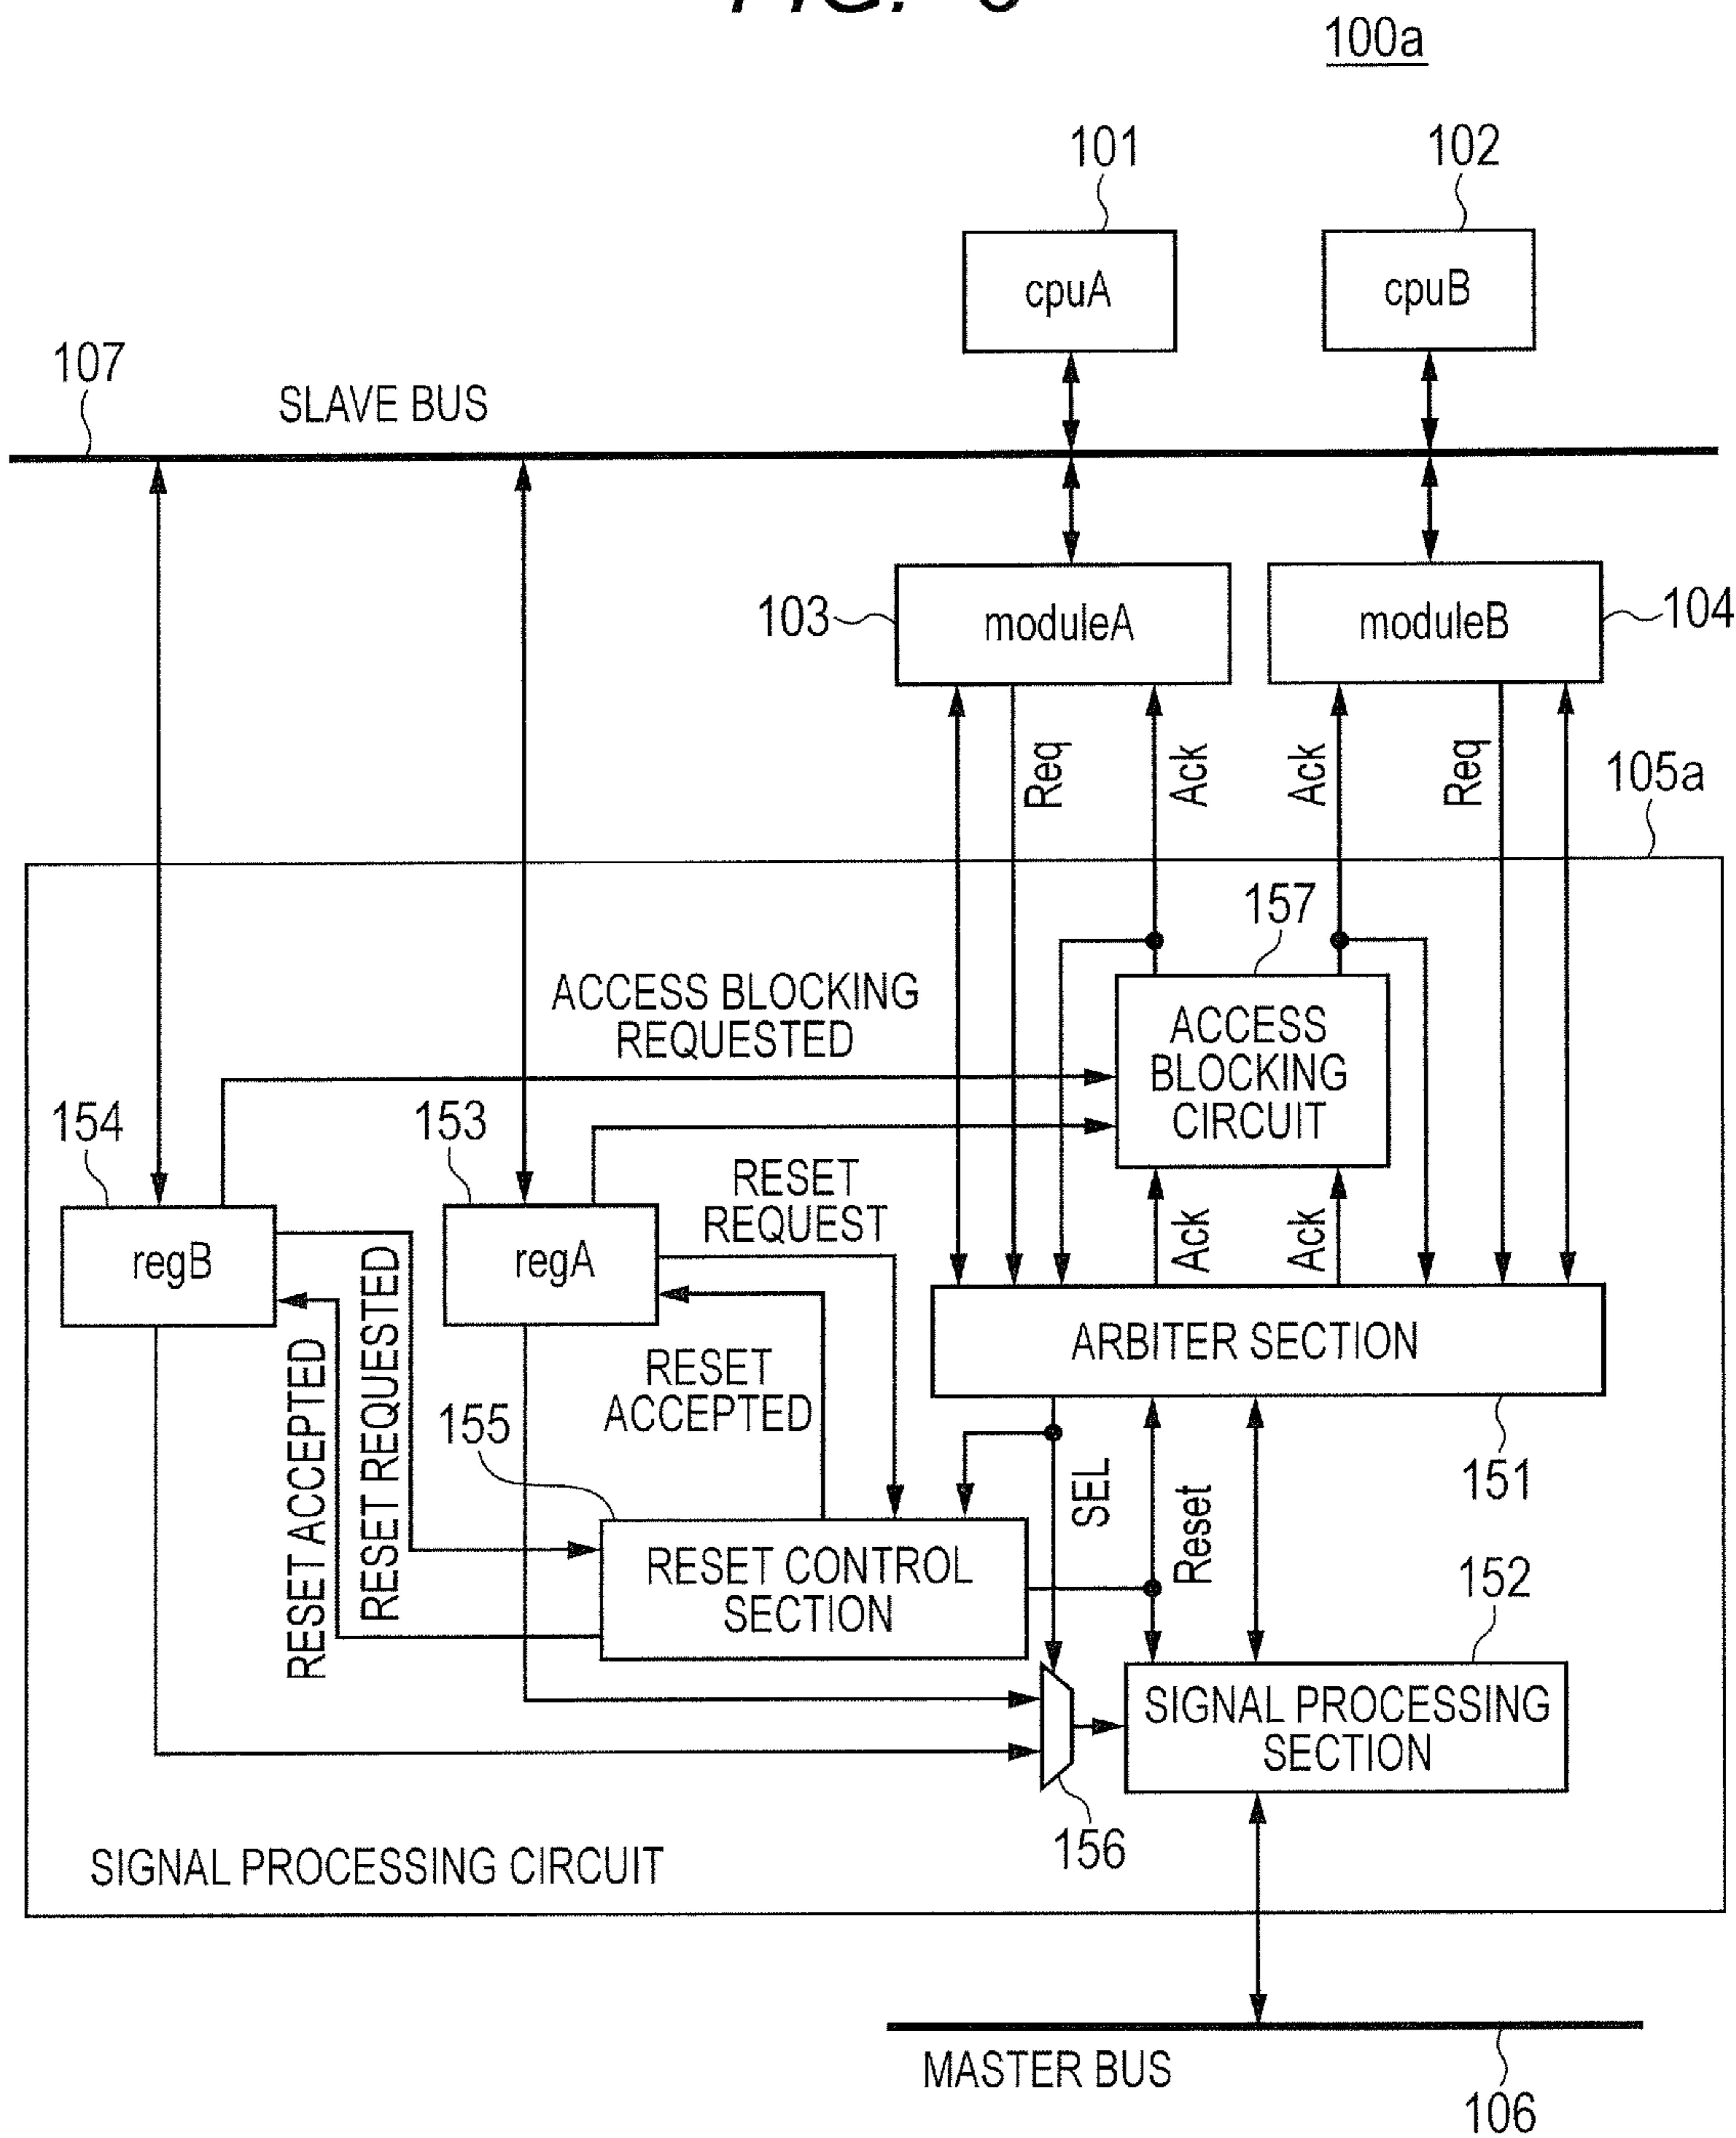 100a
101
102
cpuA
cpuB
107
SLAVE BUS
103
moduleA
moduleB
104
Req
Ack
Ack
Req
105a
157
ACCESS BLOCKING
REQUESTED
ACCESS
BLOCKING
CIRCUIT
154
153
RESET
REQUEST
Ack
Ack
regB
regA
ARBITER SECTION
RESET ACCEPTED
RESET REQUESTED
RESET
ACCEPTED
155
SEL
Reset
151
RESET CONTROL
SECTION
152
SIGNAL PROCESSING
SECTION
156
SIGNAL PROCESSING CIRCUIT
MASTER BUS
106